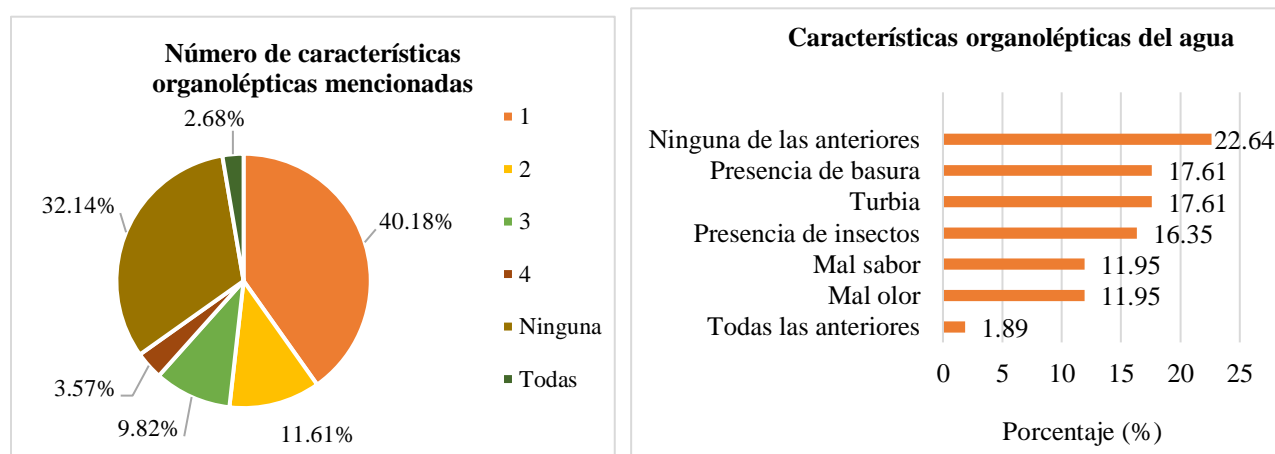 Número de características
organolépticas mencionadas
2.68%
32.14%
40.18%
3.57%
9.82%
11.61%
1
2
3
4
Ninguna
Todas
Características organolépticas del agua
Ninguna de las anteriores 22.64
Presencia de basura 17.61
Turbia 17.61
Presencia de insectos 16.35
Mal sabor 11.95
Mal olor 11.95
Todas las anteriores 1.89
0 5 10 15 20 25
Porcentaje (%)